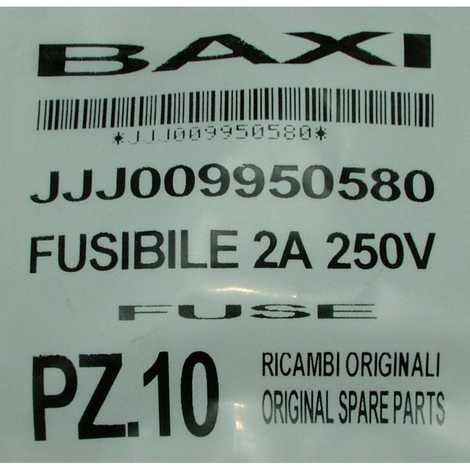 BAXI
*JJJ009950580*
JJJ009950580
FUSIBILE 2A 250V
FUSE
PZ.10
RICAMBI ORIGINALI
ORIGINAL SPARE PARTS